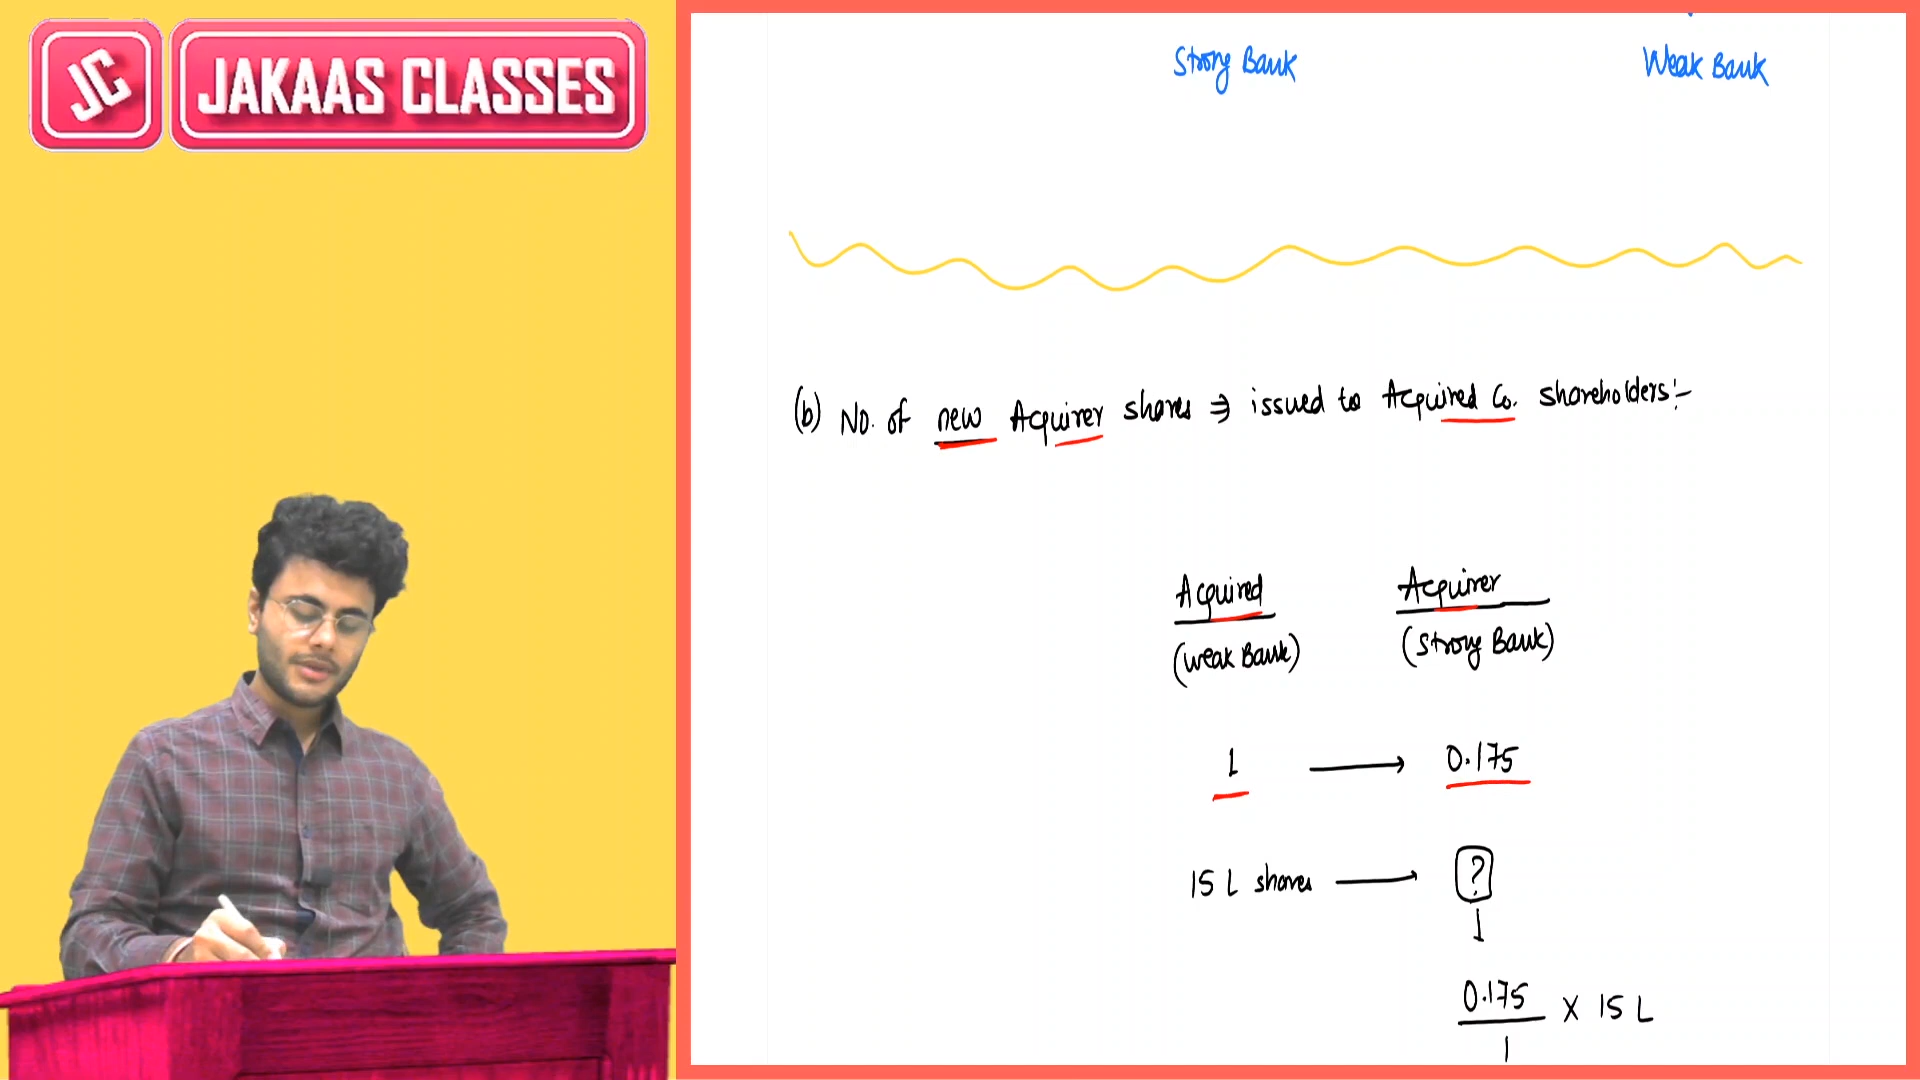 JC JAKAAS CLASSES
Strong Bank Weak Bank
(b) No. of new Acquirer shares ⇒ issued to Acquired Co. shareholders:-
Acquired Acquirer
(Weak Bank) (Strong Bank)
1 → 0.175
15 L shares → ?
0.175
/ 1 × 15 L